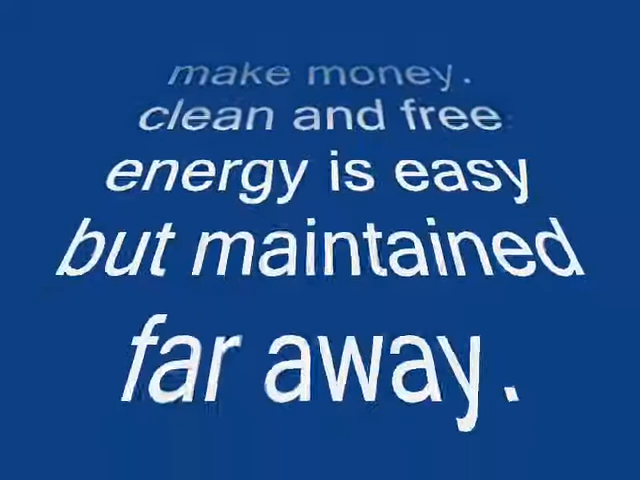 make money.
clean and free
energy is easy
but maintained
far away.